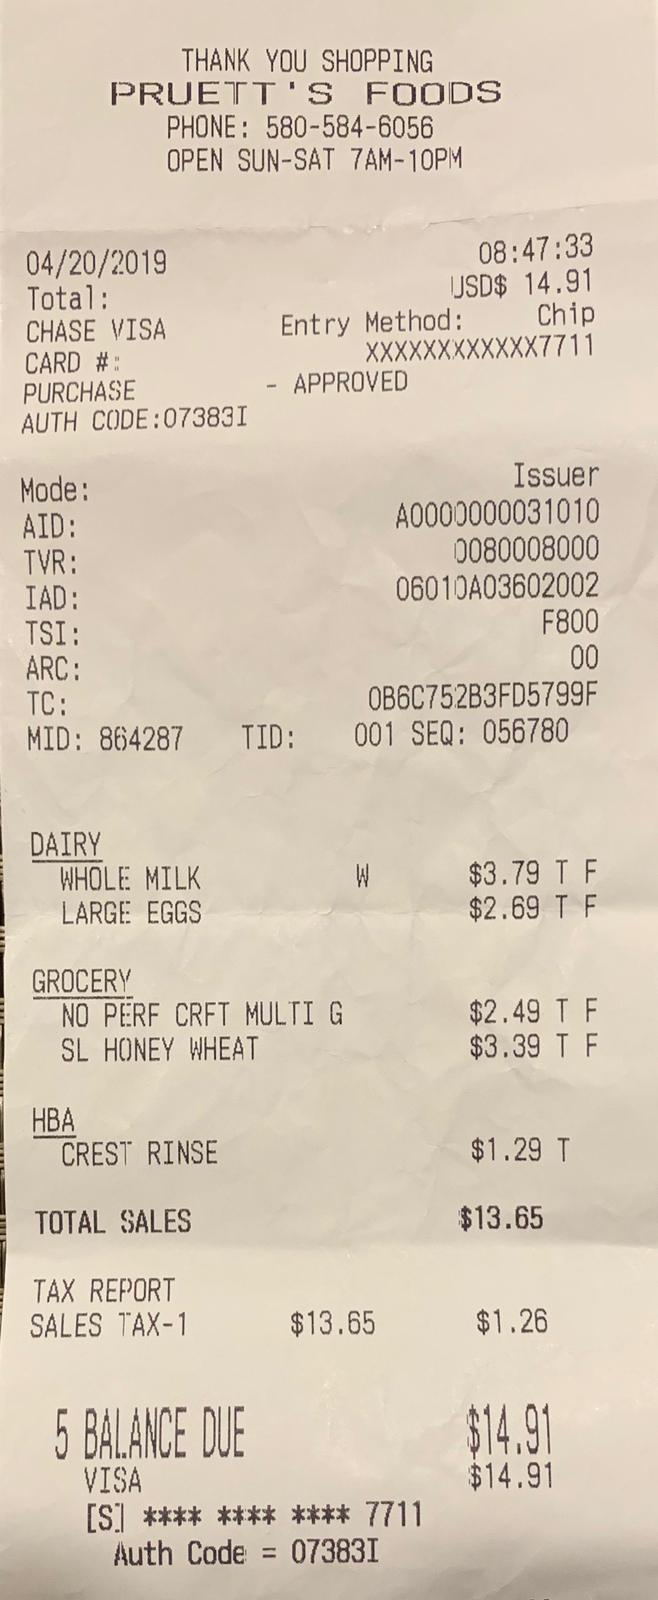 THANK YOU SHOPPING
PRUETT'S FOODS
PHONE: 580-584-6056
OPEN SUN-SAT 7AM-10PM
04/20/2019 08:47:33
Total: USD$ 14.91
CHASE VISA Entry Method: Chip
CARD #: XXXXXXXXXXXX7711
PURCHASE - APPROVED
AUTH CODE:07383I
Mode: Issuer
AID: A0000000031010
TVR: 0080008000
IAD: 06010A03602002
TSI: F800
ARC: 00
TC: 0B6C752B3FD5799F
MID: 864287 TID: 001 SEQ: 056780
DAIRY
WHOLE MILK W $3.79 T F
LARGE EGGS $2.69 T F
GROCERY
NO PERF CRFT MULTI G $2.49 T F
SL HONEY WHEAT $3.39 T F
HBA
CREST RINSE $1.29 T
TOTAL SALES $13.65
TAX REPORT
SALES TAX-1 $13.65 $1.26
5 BALANCE DUE $14.91
VISA $14.91
[S] **** **** **** 7711
Auth Code = 07383I